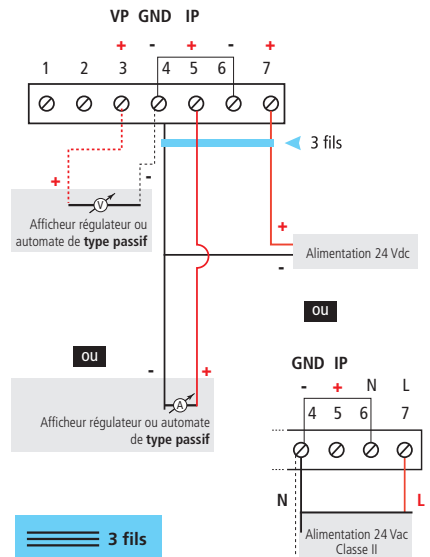 VP GND IP
+ - + - +
1 2 3 4 5 6 7
3 fils
+ -
V
Afficheur régulateur ou
automate de type passif
+
-
Alimentation 24 Vdc
ou
ou
- +
A
Afficheur régulateur ou automate
de type passif
GND IP
- + N L
4 5 6 7
N L
Alimentation 24 Vac
Classe II
3 fils